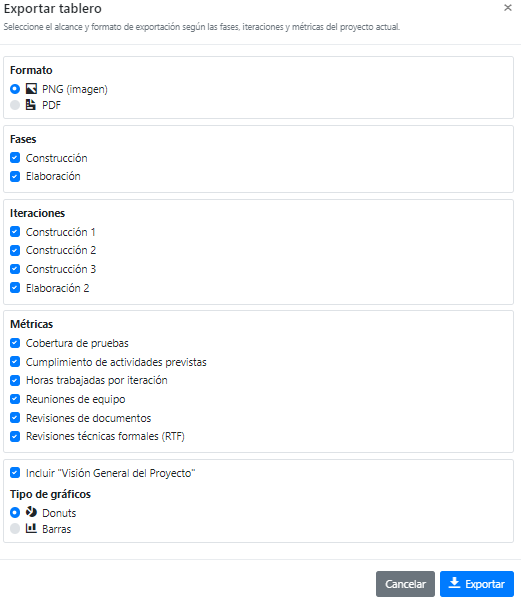 Exportar tablero
Seleccione el alcance y formato de exportación según las fases, iteraciones y métricas del proyecto actual.
Formato
PNG (imagen)
PDF
Fases
Construcción
Elaboración
Iteraciones
Construcción 1
Construcción 2
Construcción 3
Elaboración 2
Métricas
Cobertura de pruebas
Cumplimiento de actividades previstas
Horas trabajadas por iteración
Reuniones de equipo
Revisiones de documentos
Revisiones técnicas formales (RTF)
Incluir "Visión General del Proyecto"
Tipo de gráficos
Donuts
Barras
Cancelar Exportar